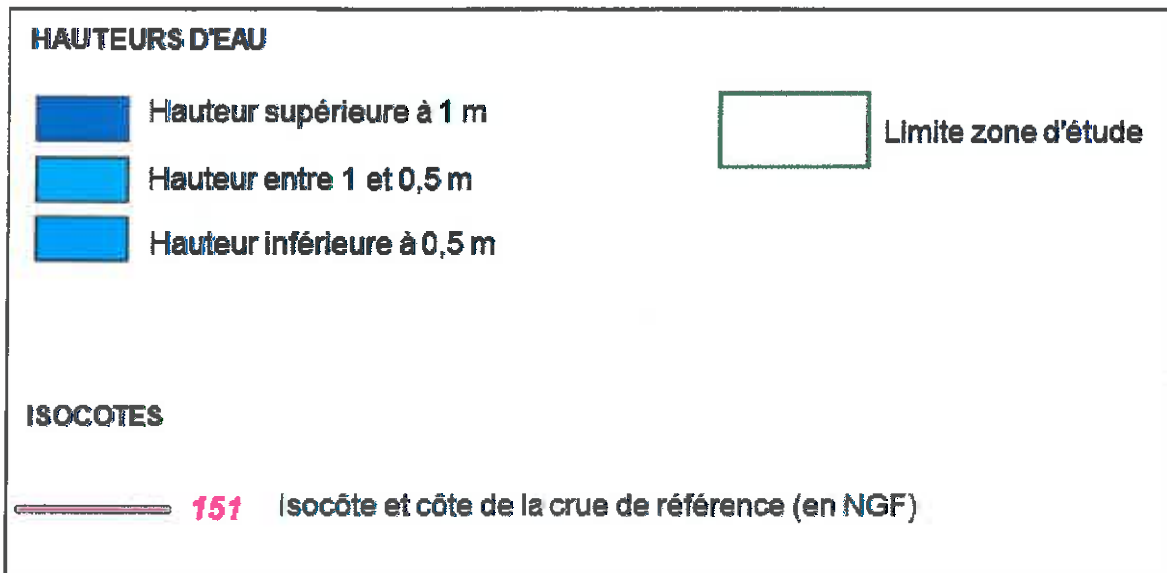 HAUTEURS D'EAU
Hauteur supérieure à 1 m
Limite zone d'étude
Hauteur entre 1 et 0,5 m
Hauteur inférieure à 0,5 m
ISOCOTES
151 Isocôte et côte de la crue de référence (en NGF)